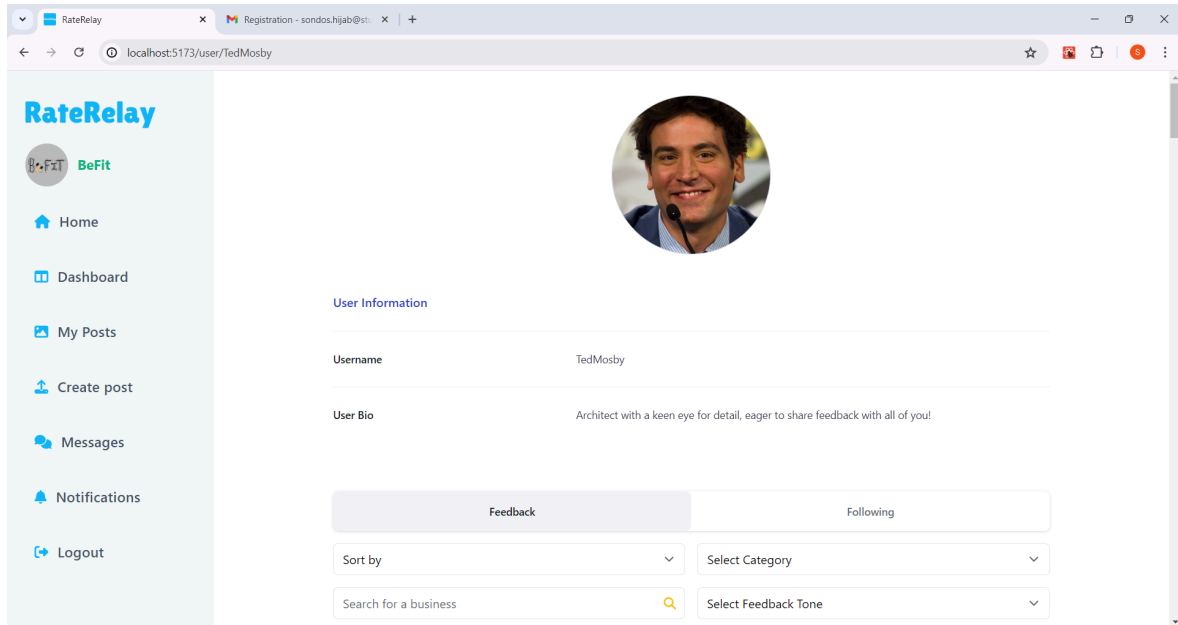 RateRelay
Registration - sondos.hijab@st
localhost:5173/user/TedMosby
S
RateRelay
BeFiT
BeFit
Home
Dashboard
My Posts
Create post
Messages
Notifications
Logout
User Information
Username TedMosby
User Bio Architect with a keen eye for detail, eager to share feedback with all of you!
Feedback Following
Sort by Select Category
Search for a business Select Feedback Tone